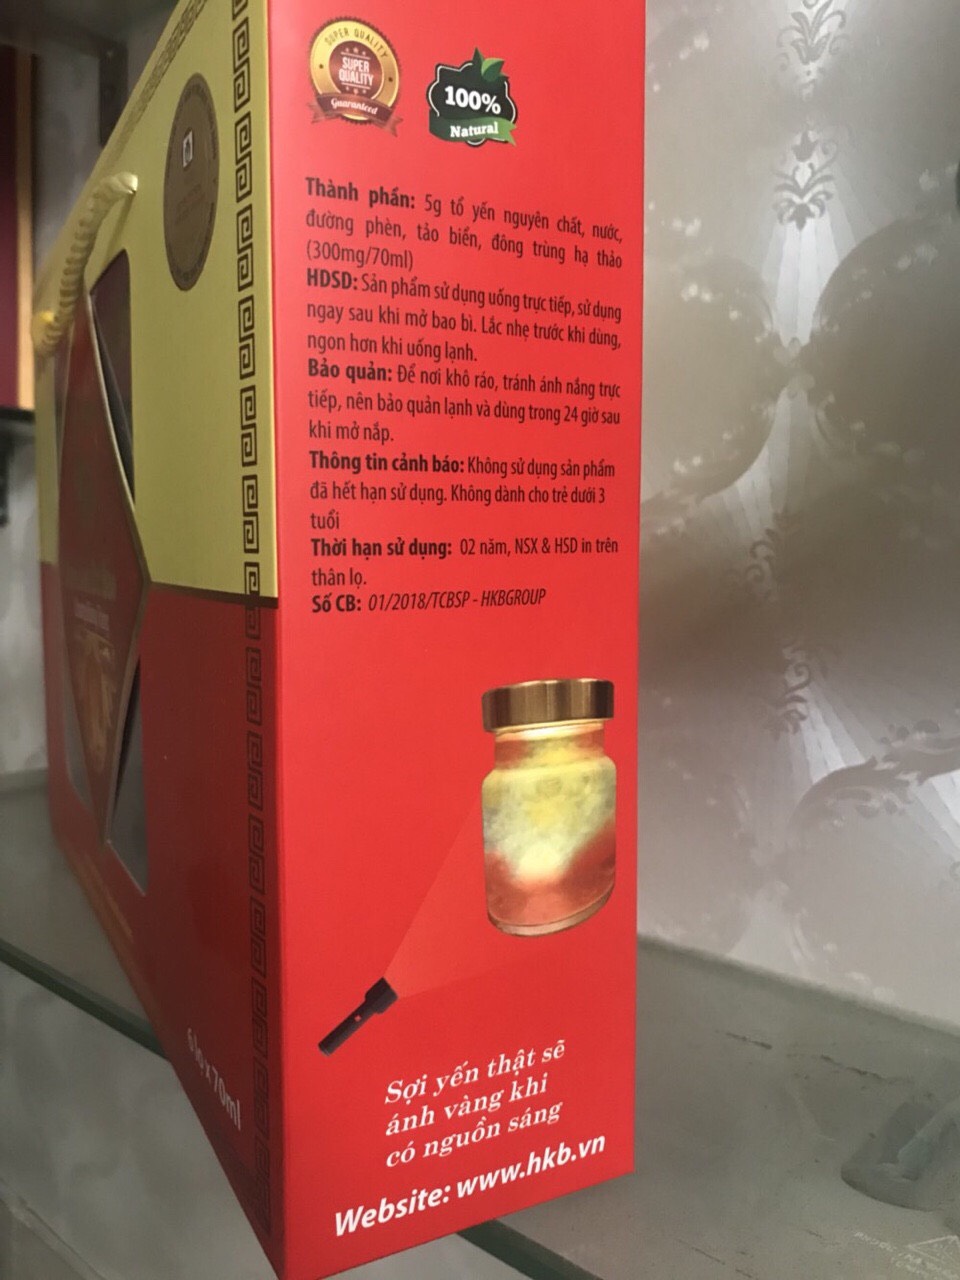 SUPER QUALITY
SUPER
QUALITY
Guaranteed
100%
Natural
Thành phần: 5g tổ yến nguyên chất, nước,
đường phèn, tảo biển, đông trùng hạ thảo
(300mg/70ml)
HDSD: Sản phẩm sử dụng uống trực tiếp, sử dụng
ngay sau khi mở bao bì. Lắc nhẹ trước khi dùng,
ngon hơn khi uống lạnh.
Bảo quản: Để nơi khô ráo, tránh ánh nắng trực
tiếp, nên bảo quản lạnh và dùng trong 24 giờ sau
khi mở nắp.
Thông tin cảnh báo: Không sử dụng sản phẩm
đã hết hạn sử dụng. Không dành cho trẻ dưới 3
tuổi
Thời hạn sử dụng: 02 năm, NSX & HSD in trên
thân lọ.
Số CB: 01/2018/TCBSP - HKBGROUP
6 lọ x 70ml
Sợi yến thật sẽ
ánh vàng khi
có nguồn sáng
Website: www.hkb.vn